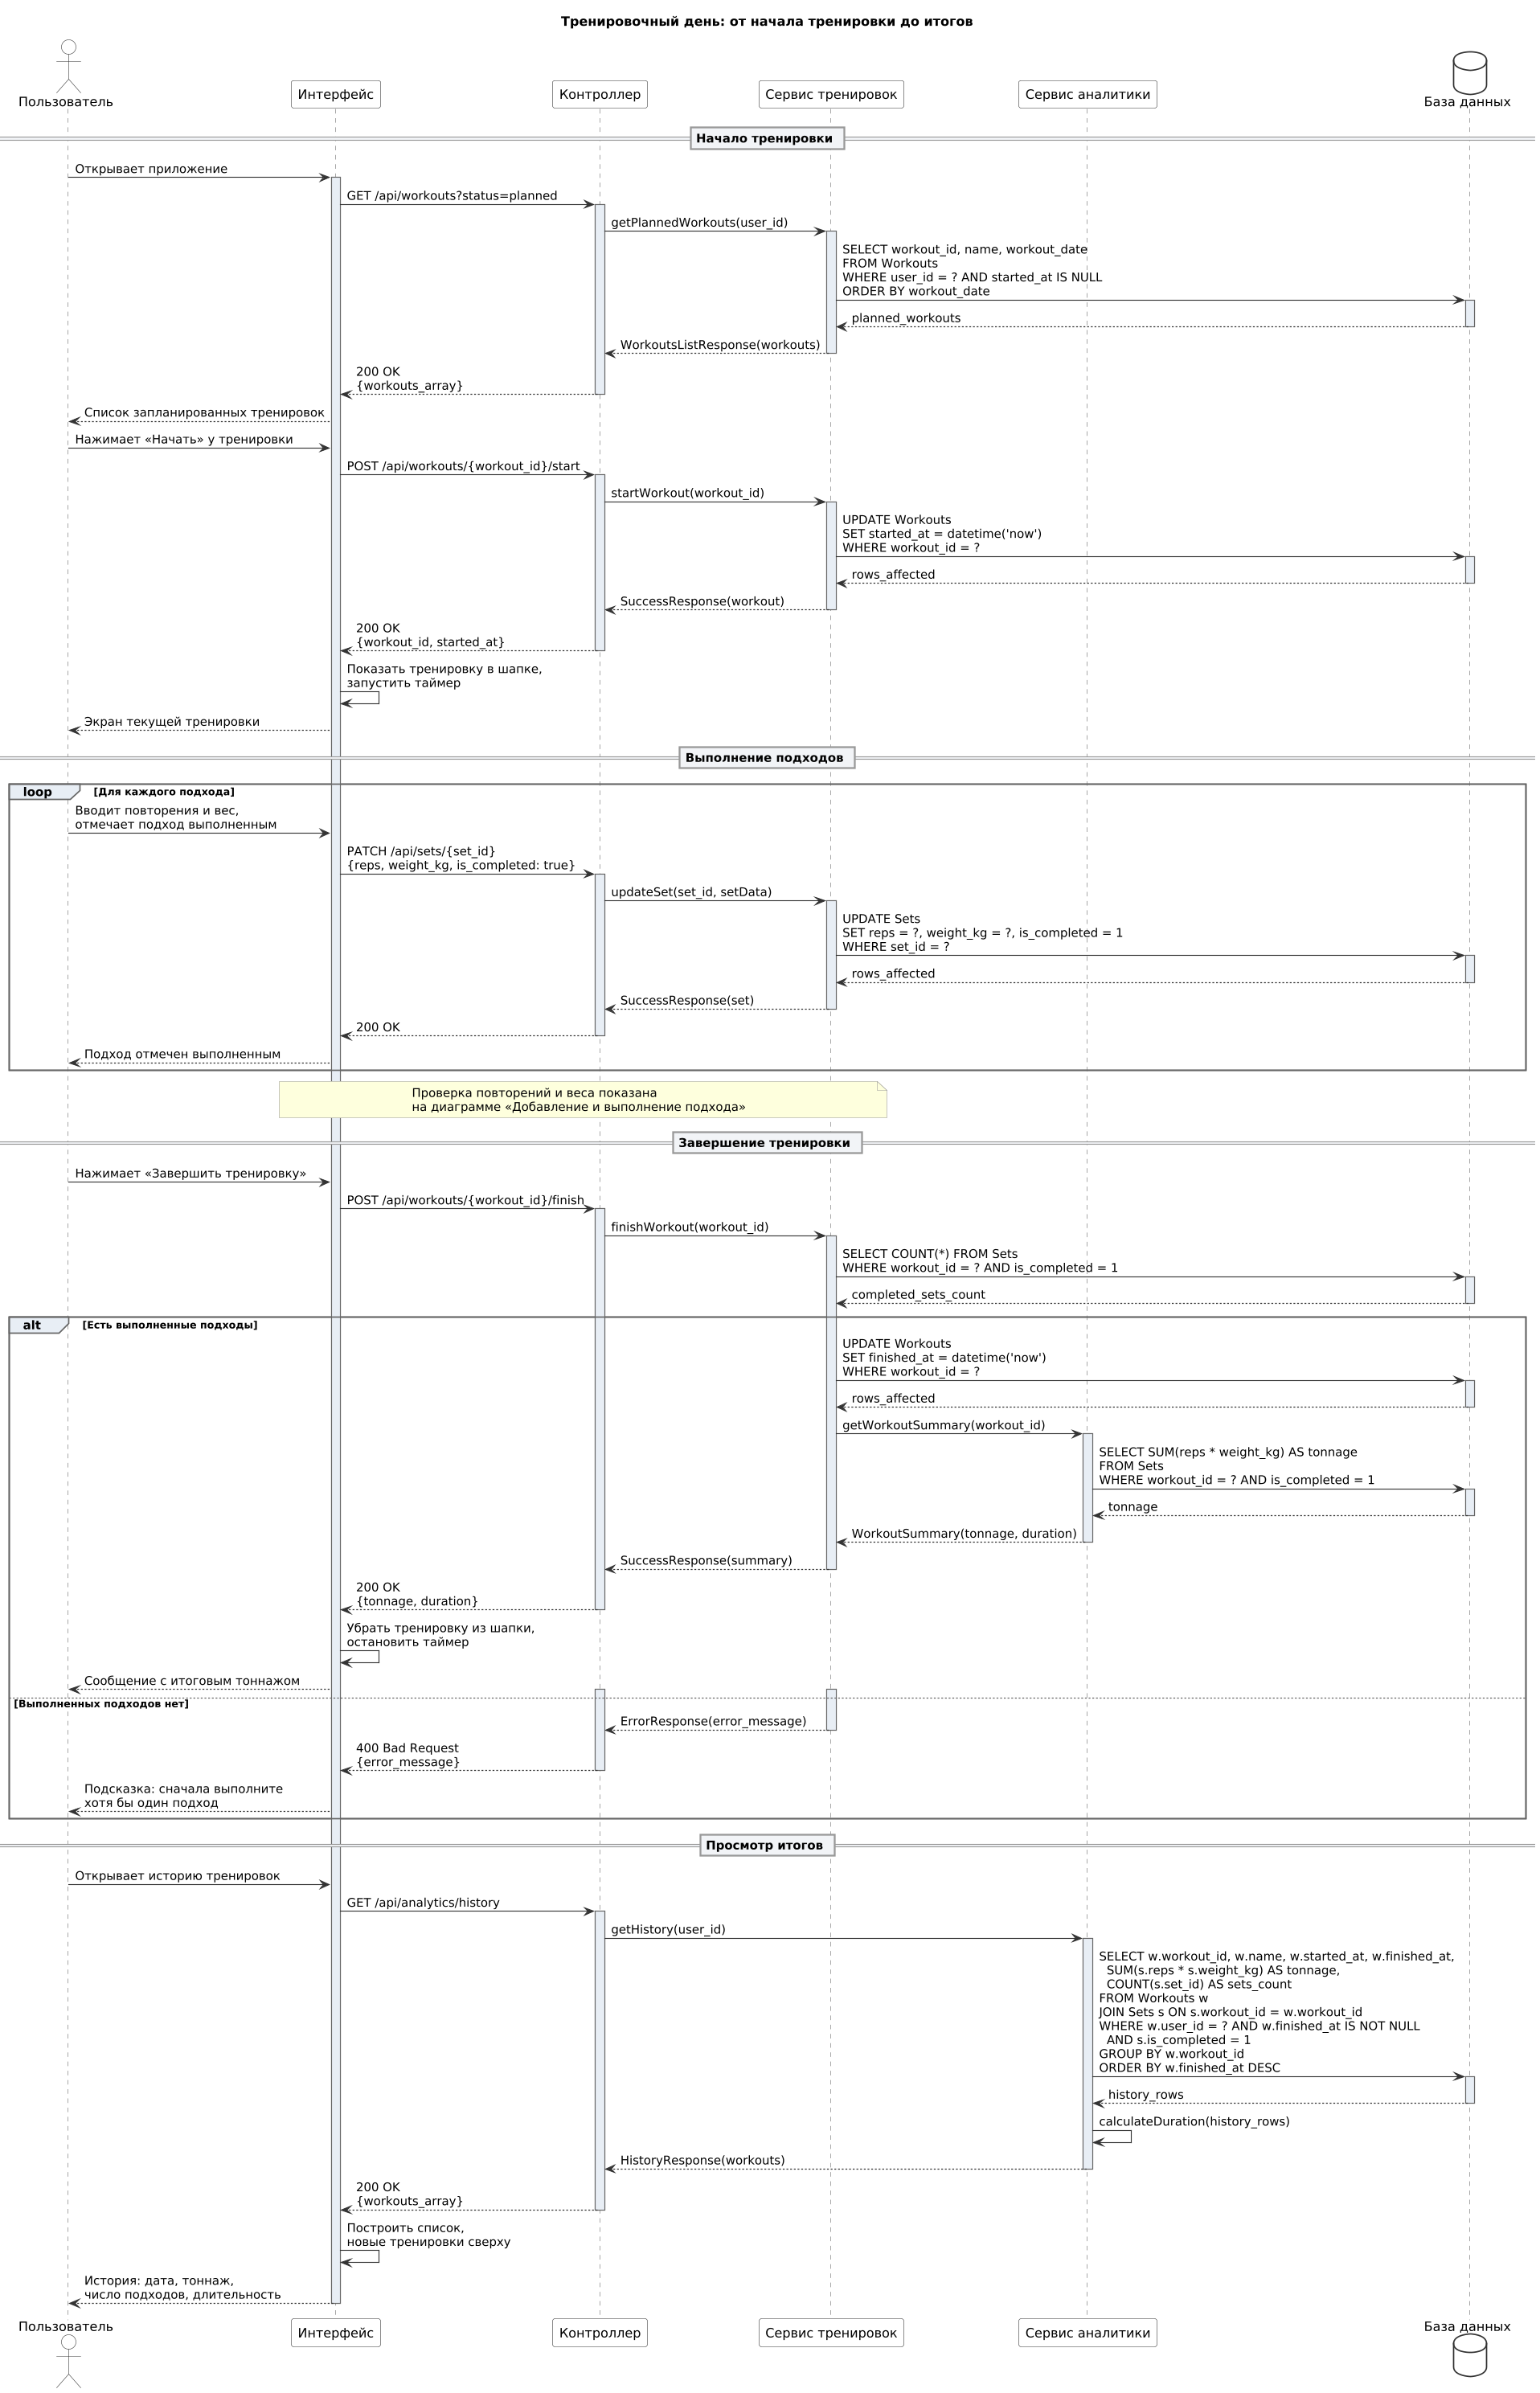 Тренировочный день: от начала тренировки до итогов
Пользователь
Интерфейс
Контроллер
Сервис тренировок
Сервис аналитики
База данных
Начало тренировки
Открывает приложение
GET /api/workouts?status=planned
getPlannedWorkouts(user_id)
SELECT workout_id, name, workout_date
FROM Workouts
WHERE user_id = ? AND started_at IS NULL
ORDER BY workout_date
planned_workouts
WorkoutsListResponse(workouts)
200 OK
{workouts_array}
Список запланированных тренировок
Нажимает «Начать» у тренировки
POST /api/workouts/{workout_id}/start
startWorkout(workout_id)
UPDATE Workouts
SET started_at = datetime('now')
WHERE workout_id = ?
rows_affected
SuccessResponse(workout)
200 OK
{workout_id, started_at}
Показать тренировку в шапке,
запустить таймер
Экран текущей тренировки
Выполнение подходов
loop
[Для каждого подхода]
Вводит повторения и вес,
отмечает подход выполненным
PATCH /api/sets/{set_id}
{reps, weight_kg, is_completed: true}
updateSet(set_id, setData)
UPDATE Sets
SET reps = ?, weight_kg = ?, is_completed = 1
WHERE set_id = ?
rows_affected
SuccessResponse(set)
200 OK
Подход отмечен выполненным
Проверка повторений и веса показана
на диаграмме «Добавление и выполнение подхода»
Завершение тренировки
Нажимает «Завершить тренировку»
POST /api/workouts/{workout_id}/finish
finishWorkout(workout_id)
SELECT COUNT(*) FROM Sets
WHERE workout_id = ? AND is_completed = 1
completed_sets_count
alt
[Есть выполненные подходы]
UPDATE Workouts
SET finished_at = datetime('now')
WHERE workout_id = ?
rows_affected
getWorkoutSummary(workout_id)
SELECT SUM(reps * weight_kg) AS tonnage
FROM Sets
WHERE workout_id = ? AND is_completed = 1
tonnage
WorkoutSummary(tonnage, duration)
SuccessResponse(summary)
200 OK
{tonnage, duration}
Убрать тренировку из шапки,
остановить таймер
Сообщение с итоговым тоннажом
[Выполненных подходов нет]
ErrorResponse(error_message)
400 Bad Request
{error_message}
Подсказка: сначала выполните
хотя бы один подход
Просмотр итогов
Открывает историю тренировок
GET /api/analytics/history
getHistory(user_id)
SELECT w.workout_id, w.name, w.started_at, w.finished_at,
SUM(s.reps * s.weight_kg) AS tonnage,
COUNT(s.set_id) AS sets_count
FROM Workouts w
JOIN Sets s ON s.workout_id = w.workout_id
WHERE w.user_id = ? AND w.finished_at IS NOT NULL
AND s.is_completed = 1
GROUP BY w.workout_id
ORDER BY w.finished_at DESC
history_rows
calculateDuration(history_rows)
HistoryResponse(workouts)
200 OK
{workouts_array}
Построить список,
новые тренировки сверху
История: дата, тоннаж,
число подходов, длительность
Пользователь
Интерфейс
Контроллер
Сервис тренировок
Сервис аналитики
База данных